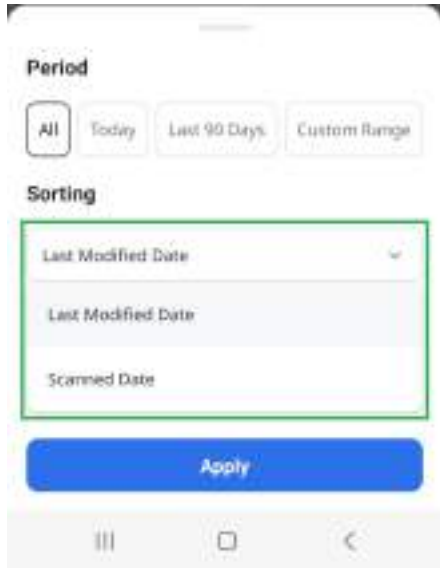 Period
All Today Last 90 Days Custom Range
Sorting
Last Modified Date
Last Modified Date
Scanned Date
Apply